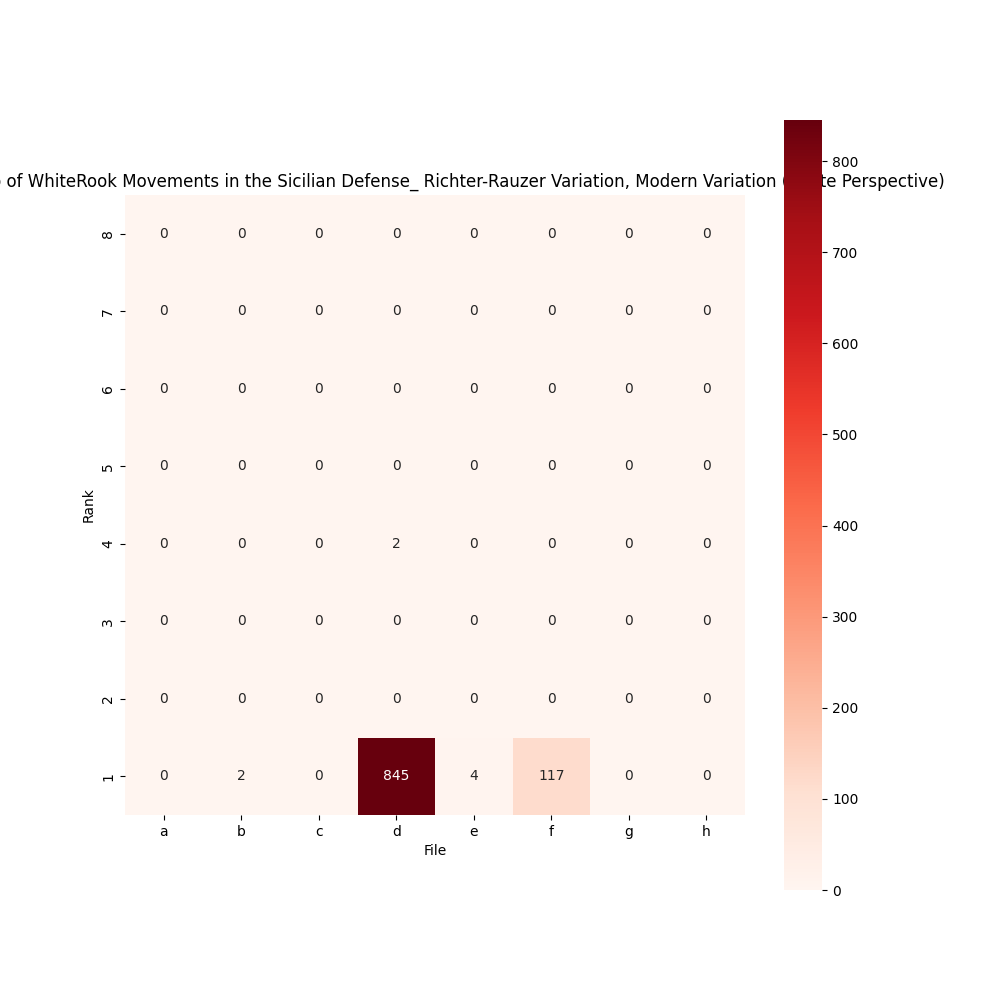 of WhiteRook Movements in the Sicilian Defense_ Richter-Rauzer Variation, Modern Variation ( te Perspective)
Rank
8 0 0 0 0 0 0 0 0
7 0 0 0 0 0 0 0 0
6 0 0 0 0 0 0 0 0
5 0 0 0 0 0 0 0 0
4 0 0 0 2 0 0 0 0
3 0 0 0 0 0 0 0 0
2 0 0 0 0 0 0 0 0
1 0 2 0 845 4 117 0 0
a b c d e f g h
File
800
700
600
500
400
300
200
100
0